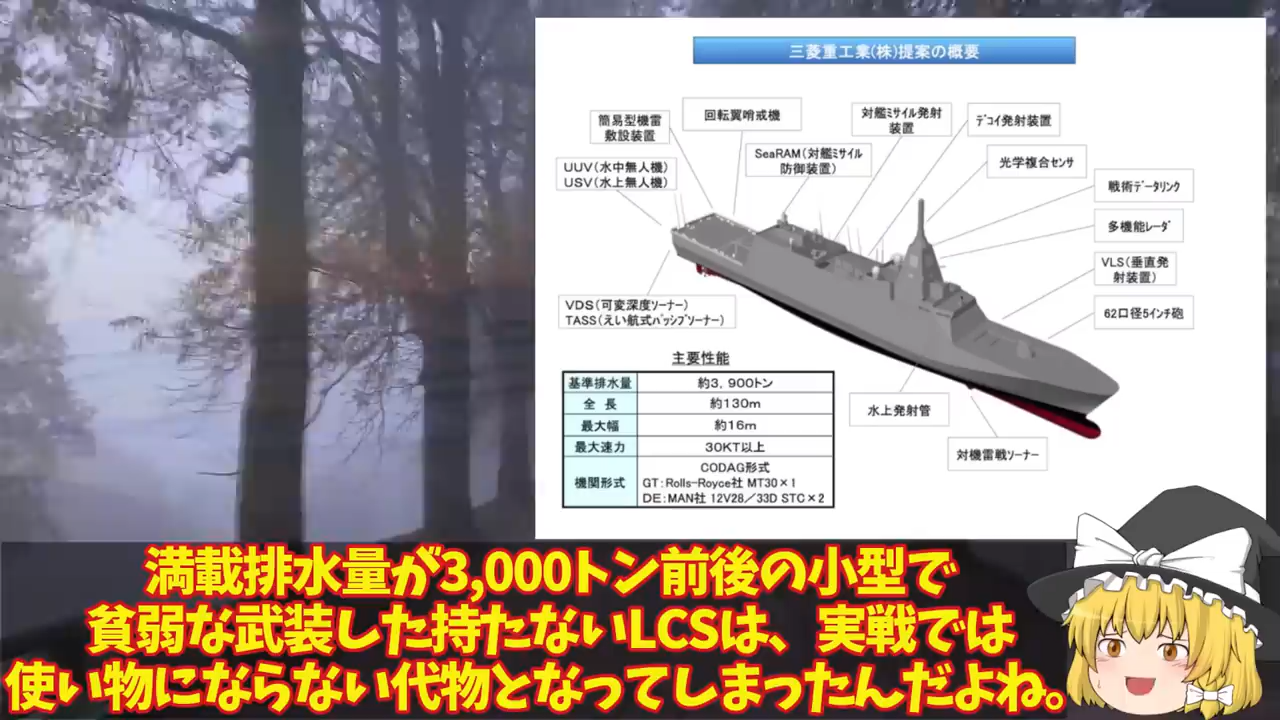 三菱重工業(株)提案の概要
簡易型機雷
敷設装置
回転翼哨戒機
対艦ﾐｻｲﾙ発射
装置
ﾃﾞｺｲ発射装置
UUV(水中無人機)
USV(水上無人機)
SeaRAM(対艦ﾐｻｲﾙ
防御装置)
光学複合ｾﾝｻ
戦術ﾃﾞｰﾀﾘﾝｸ
多機能ﾚｰﾀﾞ
VLS(垂直発
射装置)
62口径5ｲﾝﾁ砲
VDS(可変深度ｿｰﾅｰ)
TASS(えい航式ﾊﾟｯｼﾌﾞｿｰﾅｰ)
水上発射管
対機雷戦ｿｰﾅｰ
主要性能
基準排水量 約3，900トン
全 長 約130m
最大幅 約16m
最大速力 30KT以上
機関形式 CODAG形式
GT:Rolls-Royce社 MT30×1
DE:MAN社 12V28／33D STC×2
満載排水量が3,000トン前後の小型で
貧弱な武装した持たないLCSは、実戦では
使い物にならない代物となってしまったんだよね。